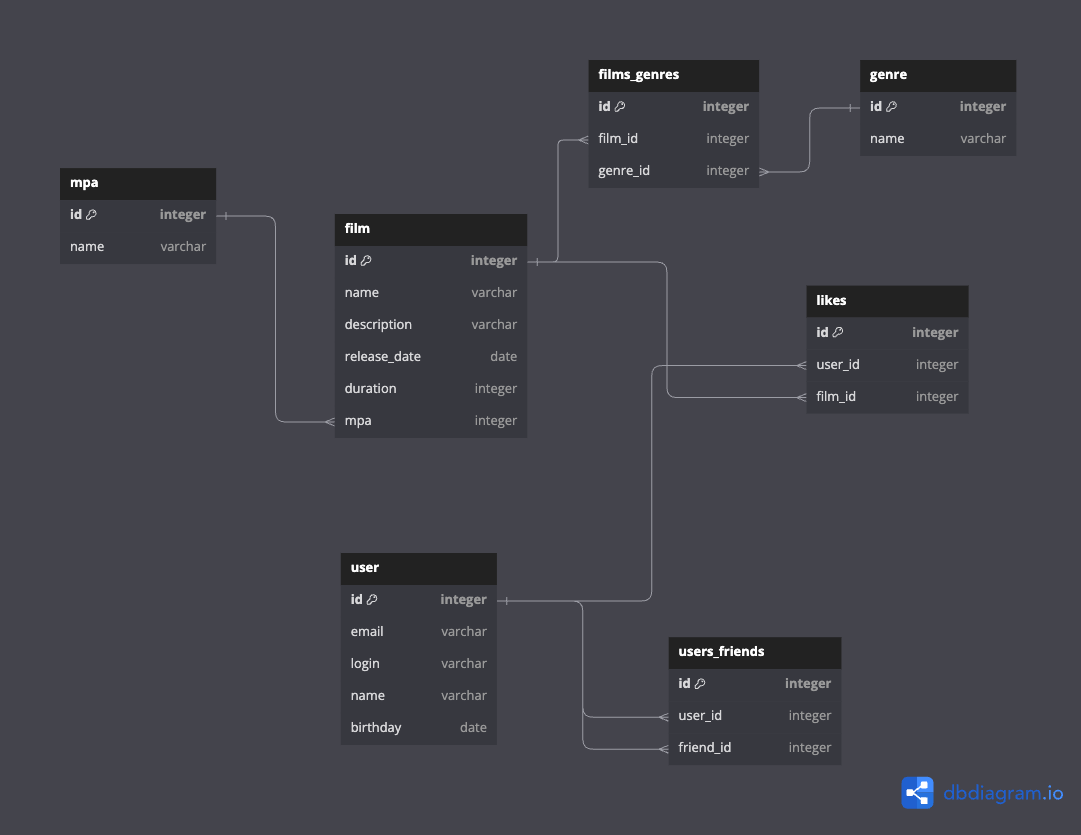 films_genres
id integer
film_id integer
genre_id integer
genre
id integer
name varchar
mpa
id integer
name varchar
film
id integer
name varchar
description varchar
release_date date
duration integer
mpa integer
likes
id integer
user_id integer
film_id integer
user
id integer
email varchar
login varchar
name varchar
birthday date
users_friends
id integer
user_id integer
friend_id integer
dbdiagram.io